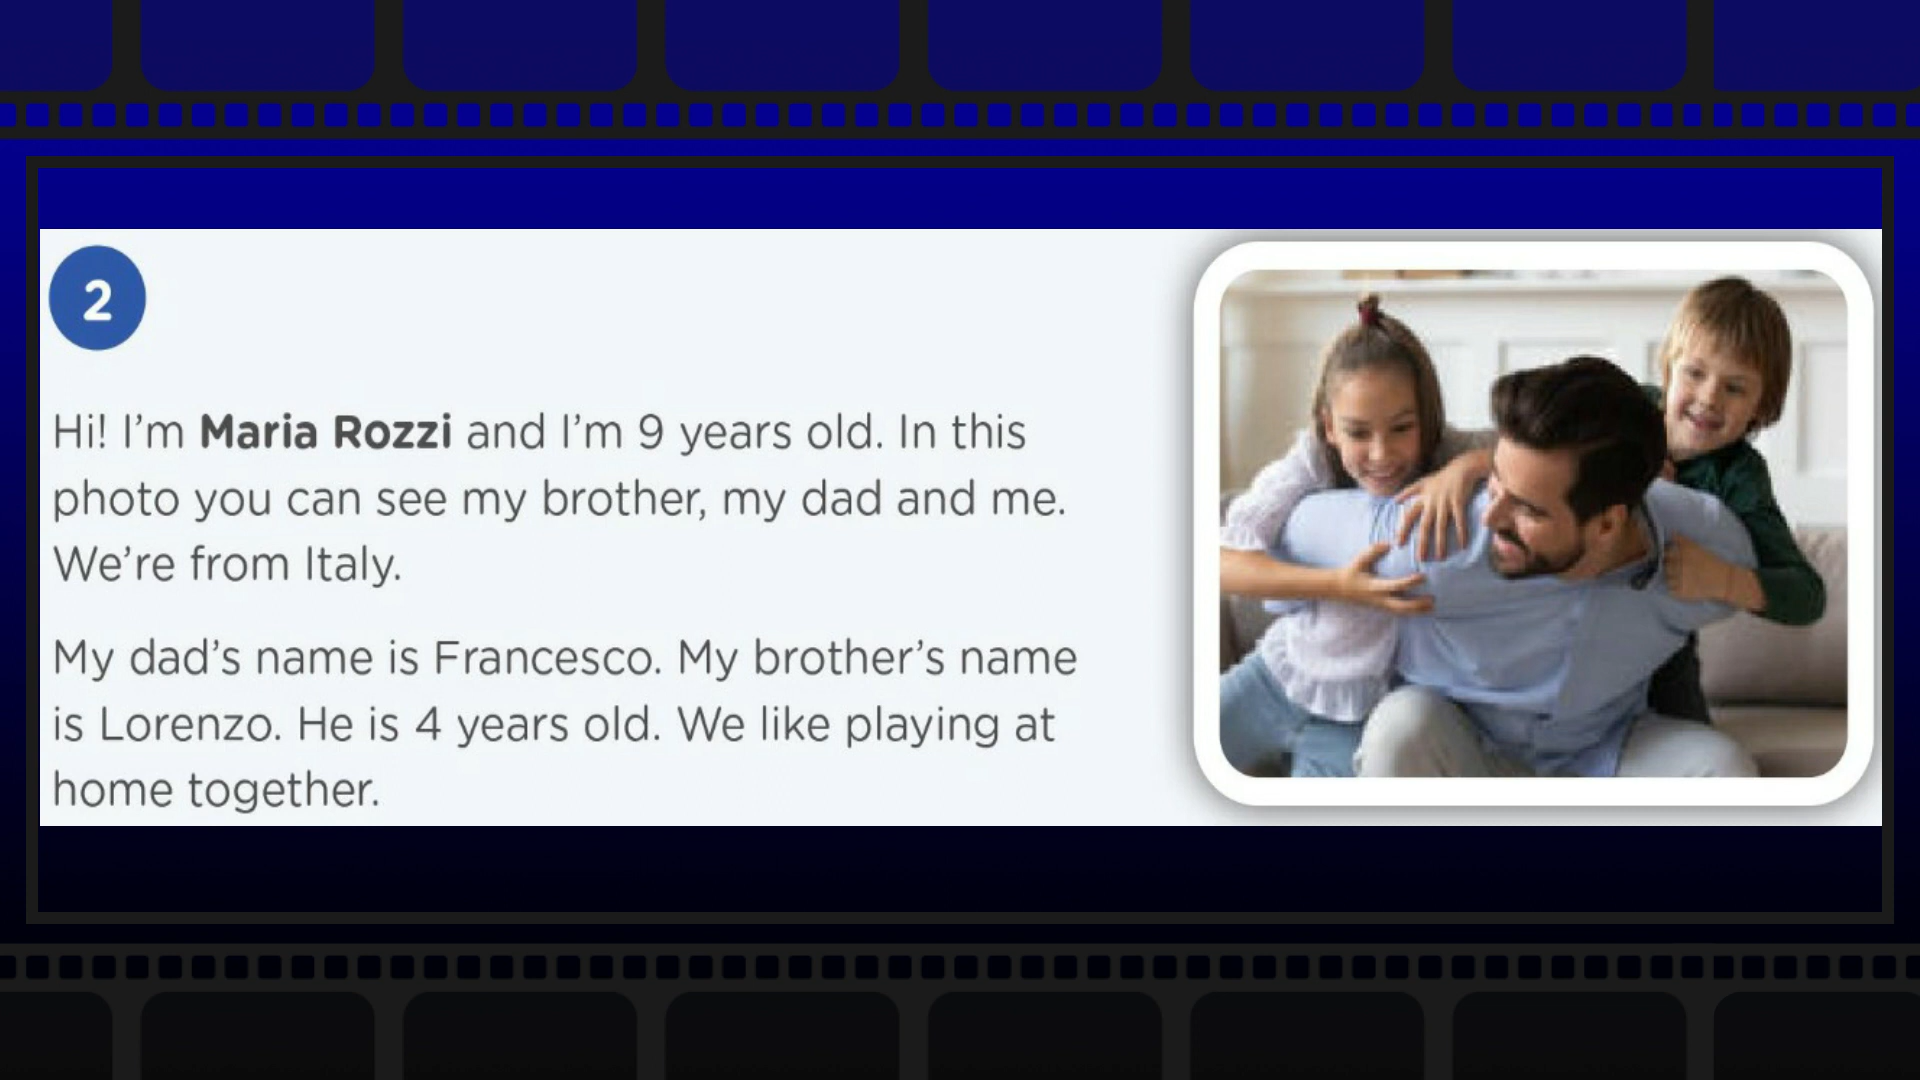 2
Hi! I’m Maria Rozzi and I’m 9 years old. In this
photo you can see my brother, my dad and me.
We’re from Italy.
My dad’s name is Francesco. My brother’s name
is Lorenzo. He is 4 years old. We like playing at
home together.